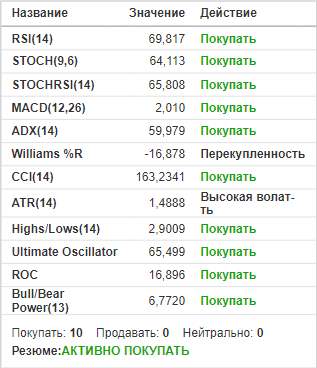 Название Значение Действие
RSI(14) 69,817 Покупать
STOCH(9,6) 64,113 Покупать
STOCHRSI(14) 65,808 Покупать
MACD(12,26) 2,010 Покупать
ADX(14) 59,979 Покупать
Williams %R -16,878 Перекупленность
CCI(14) 163,2341 Покупать
ATR(14) 1,4888 Высокая волат-
ть
Highs/Lows(14) 2,9009 Покупать
Ultimate Oscillator 65,499 Покупать
ROC 16,896 Покупать
Bull/Bear
Power(13) 6,7720 Покупать
Покупать: 10 Продавать: 0 Нейтрально: 0
Резюме:АКТИВНО ПОКУПАТЬ